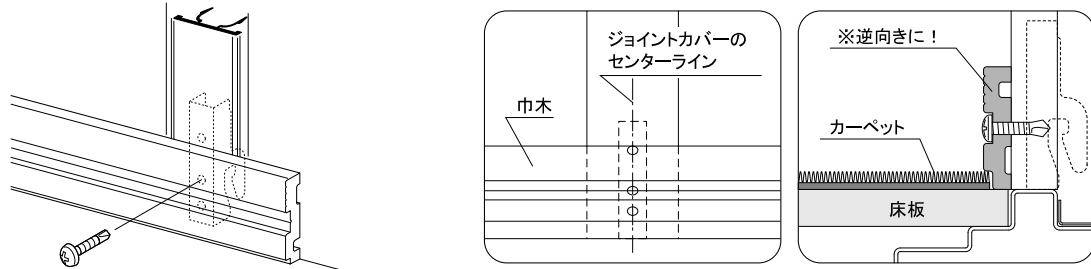 ジョイントカバーの
センターライン
巾木
※逆向きに！
カーペット
床板